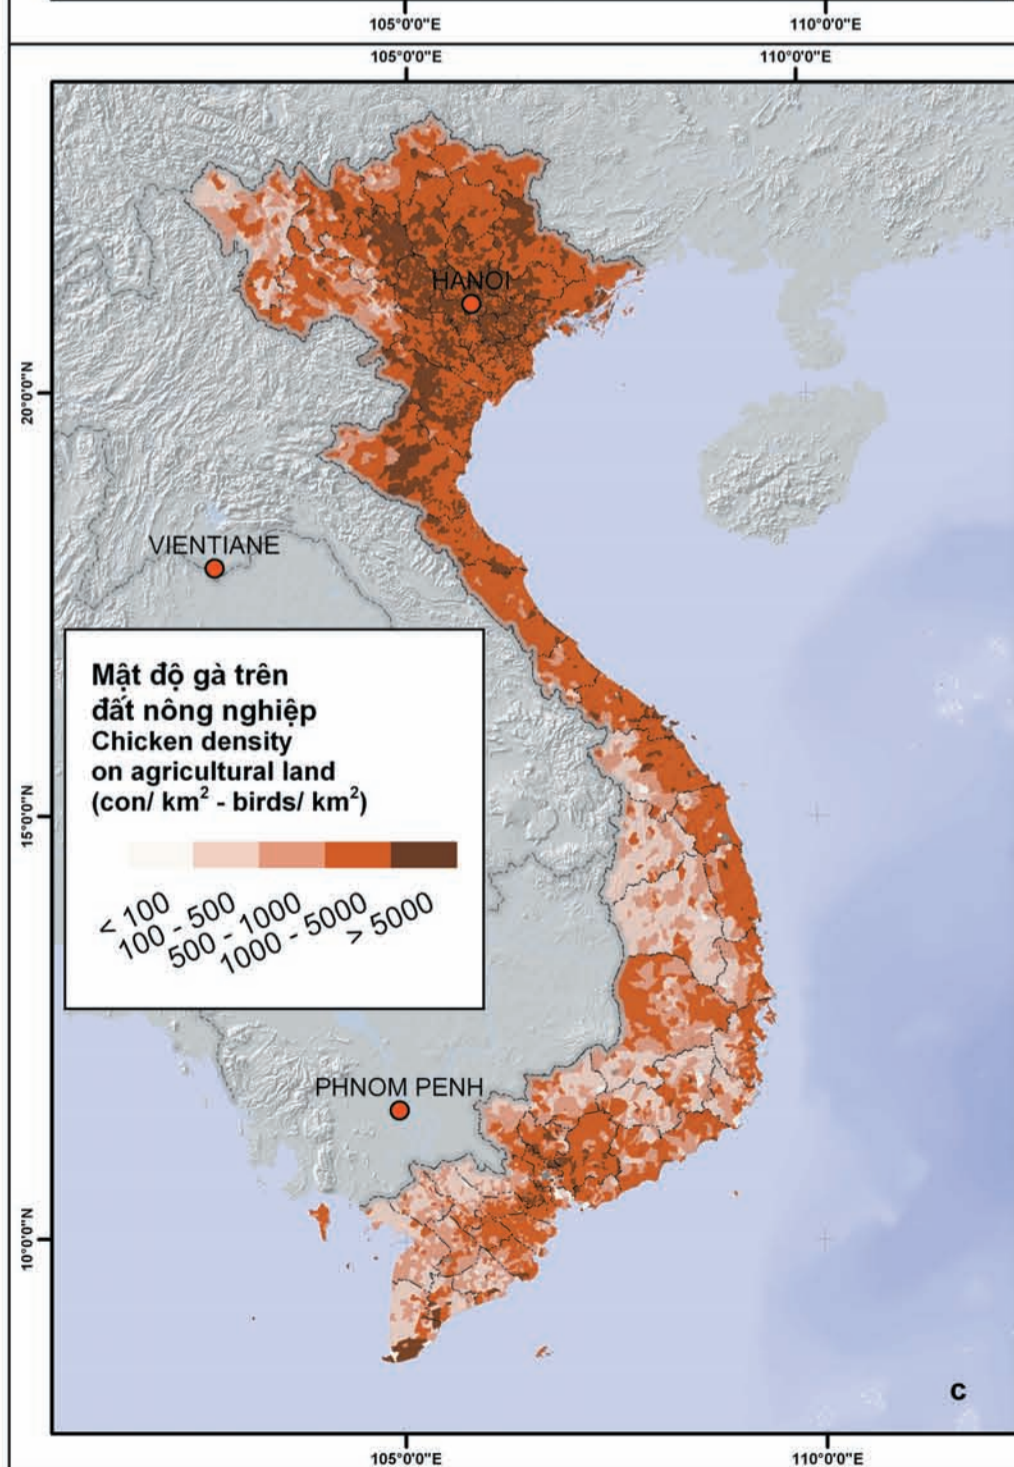 105°0'0"E 110°0'0"E
105°0'0"E 110°0'0"E
HANOI
20°0'0"N
VIENTIANE
Mật độ gà trên
đất nông nghiệp
Chicken density
on agricultural land
(con/ km² - birds/ km²)
15°0'0"N
< 100
100 - 500
500 - 1000
1000 - 5000
> 5000
PHNOM PENH
10°0'0"N
c
105°0'0"E 110°0'0"E